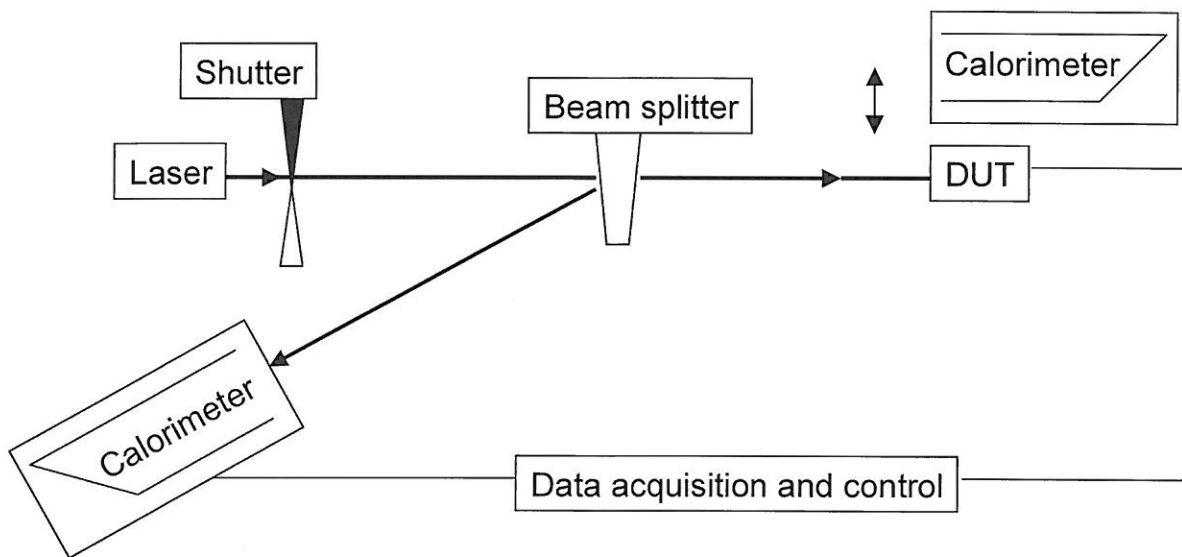 Shutter
Calorimeter
Beam splitter
Laser
DUT
Calorimeter
Data acquisition and control